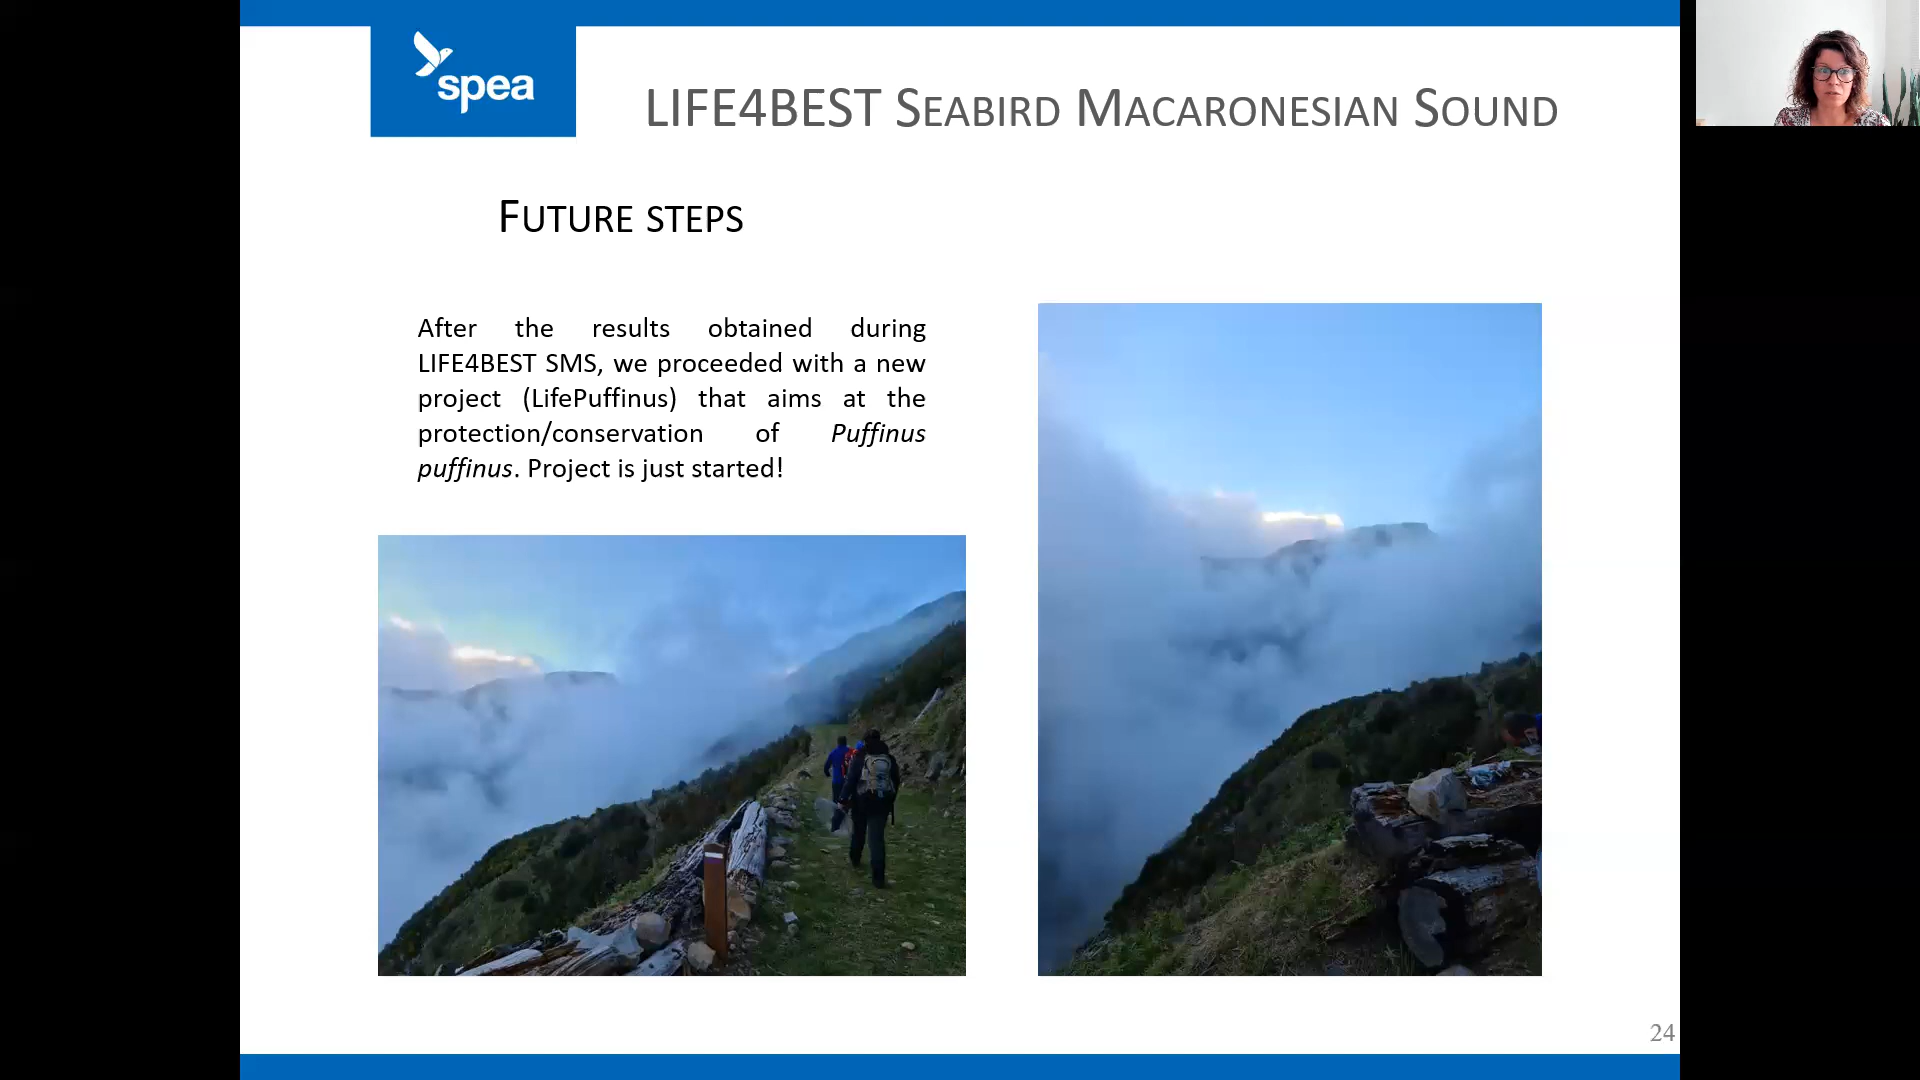 spea
LIFE4BEST SEABIRD MACARONESIAN SOUND
FUTURE STEPS
After the results obtained during
LIFE4BEST SMS, we proceeded with a new
project (LifePuffinus) that aims at the
protection/conservation of Puffinus
puffinus. Project is just started!
24